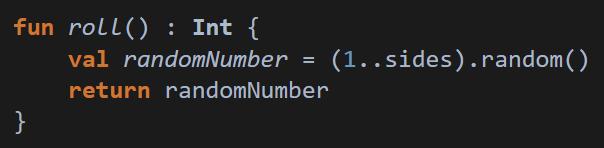 fun roll() : Int {
    val randomNumber = (1..sides).random()
    return randomNumber
}